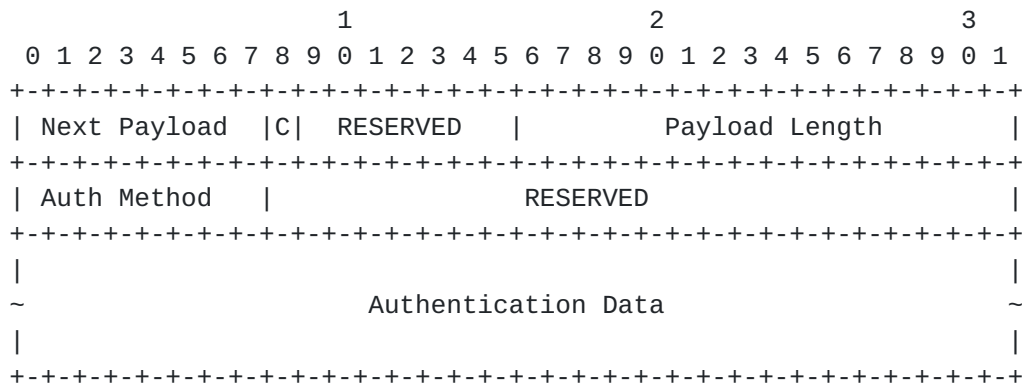 1                   2                   3
 0 1 2 3 4 5 6 7 8 9 0 1 2 3 4 5 6 7 8 9 0 1 2 3 4 5 6 7 8 9 0 1
+-+-+-+-+-+-+-+-+-+-+-+-+-+-+-+-+-+-+-+-+-+-+-+-+-+-+-+-+-+-+-+-+
| Next Payload  |C|  RESERVED   |         Payload Length        |
+-+-+-+-+-+-+-+-+-+-+-+-+-+-+-+-+-+-+-+-+-+-+-+-+-+-+-+-+-+-+-+-+
| Auth Method   |                RESERVED                       |
+-+-+-+-+-+-+-+-+-+-+-+-+-+-+-+-+-+-+-+-+-+-+-+-+-+-+-+-+-+-+-+-+
|                                                               |
~                      Authentication Data                      ~
|                                                               |
+-+-+-+-+-+-+-+-+-+-+-+-+-+-+-+-+-+-+-+-+-+-+-+-+-+-+-+-+-+-+-+-+